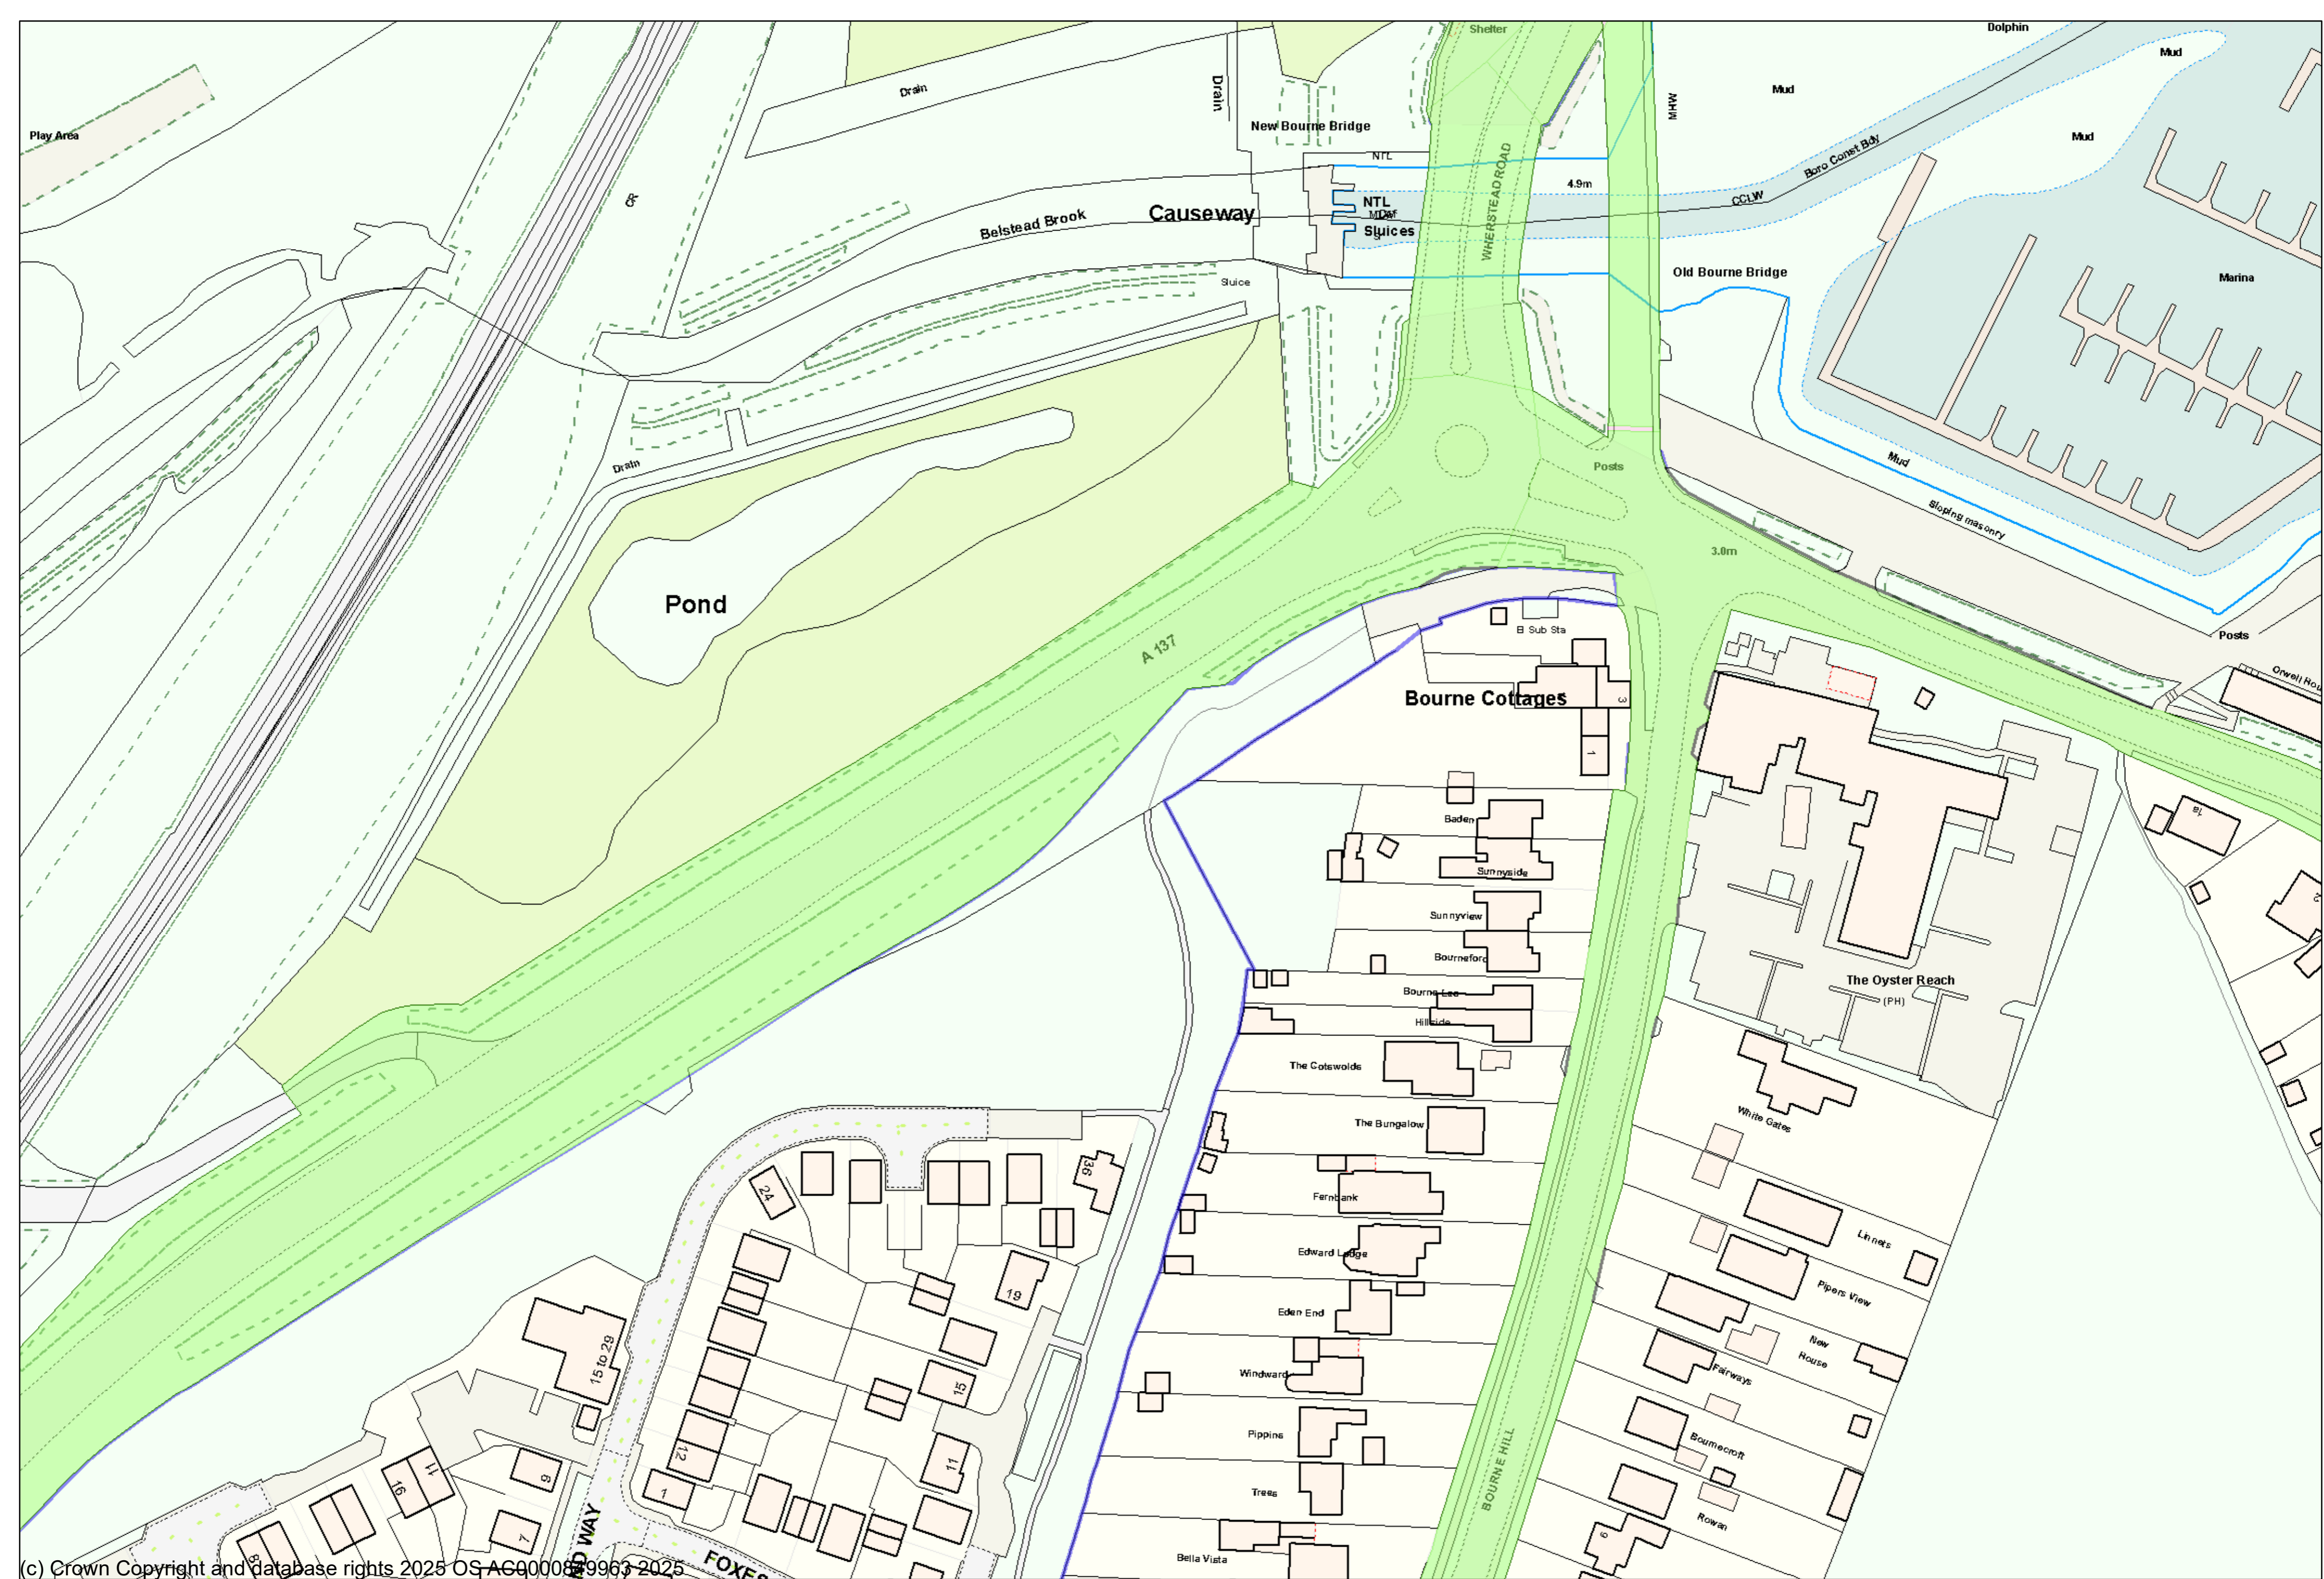 Shelter
Dolphin
Mud
Drain
Drain
Mud
MHW
New Bourne Bridge
Play Area
Mud
NTL
Boro Const Bdy
4.9m
CCLW
WHERSTEAD ROAD
Causeway
Belstead Brook
NTL
Sluices
Old Bourne Bridge
Marina
Sluice
Drain
Posts
Mud
Sloping masonry
3.0m
Pond
A 137
El Sub Sta
Posts
Bourne Cottages
3
1
Baden
1a
Sunnyside
Sunnyview
Bourneford
The Oyster Reach
(PH)
Bourne Lea
Hillside
The Cotswolds
The Bungalow
White Gates
36
24
Fernbank
Linnets
Edward Lodge
Pipers View
19
Eden End
New
House
15 to 29
Windward
Fairways
15
Pippins
Bournecroft
12
11
9
16
11
1
Trees
BOURNE HILL
Rowan
7
9
Bella Vista
FOXES
(c) Crown Copyright and database rights 2025 OS AC0000849963 2025